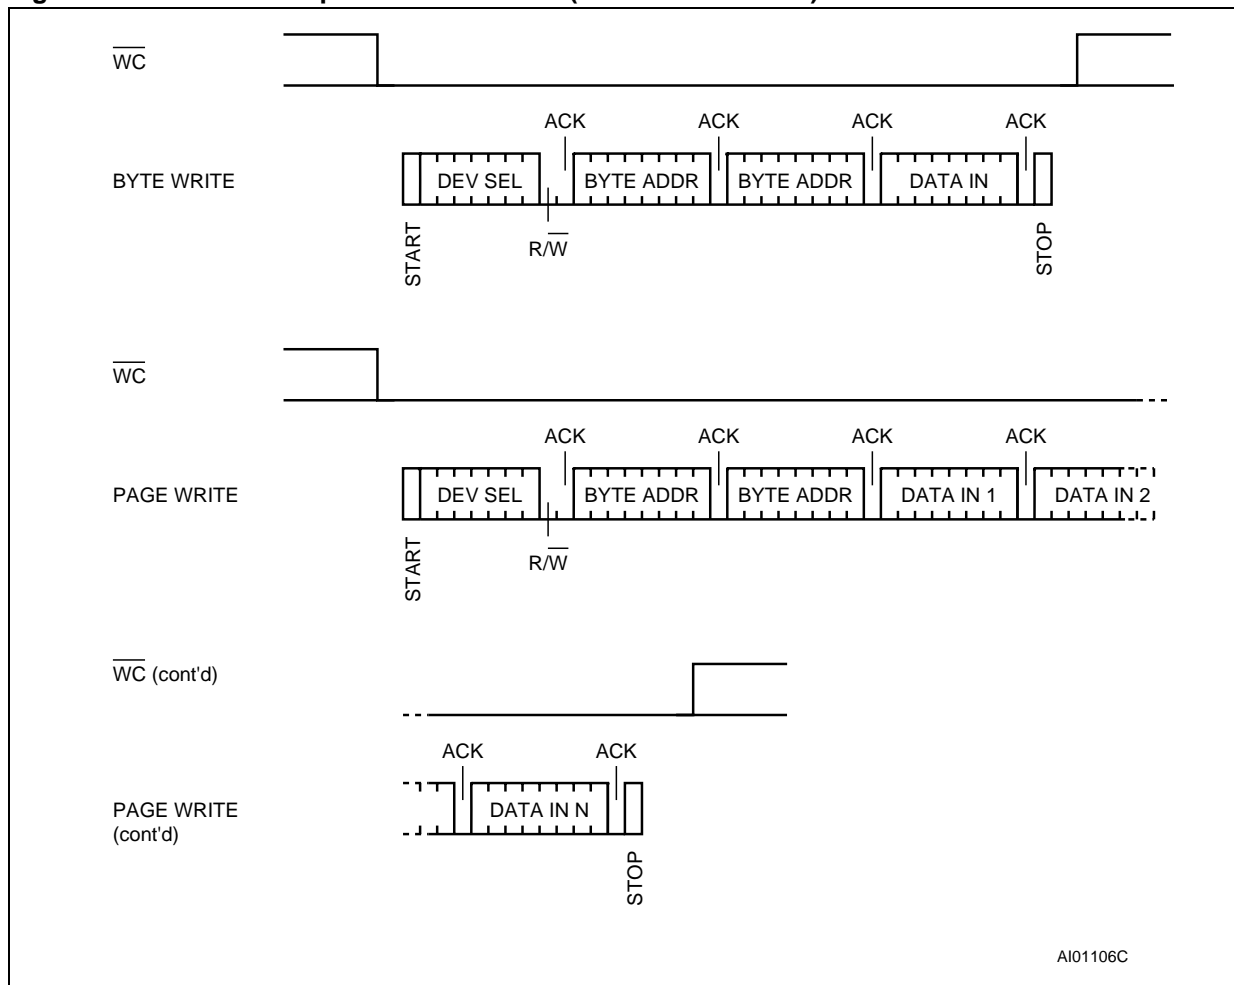 WC
ACK ACK ACK ACK
BYTE WRITE DEV SEL BYTE ADDR BYTE ADDR DATA IN
R/W
START
STOP
WC
ACK ACK ACK ACK
PAGE WRITE DEV SEL BYTE ADDR BYTE ADDR DATA IN 1 DATA IN 2
R/W
START
WC (cont'd)
ACK ACK
PAGE WRITE DATA IN N
(cont'd)
STOP
AI01106C